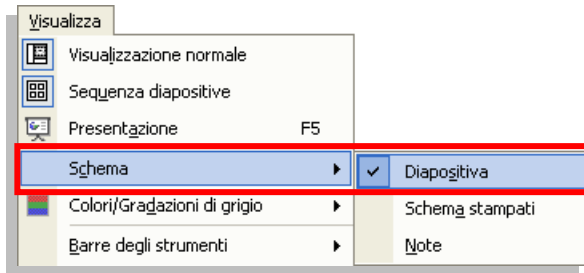 Visualizza
Visualizzazione normale
Sequenza diapositive
Presentazione F5
Schema
Diapositiva
Colori/Gradazioni di grigio
Schema stampati
Barre degli strumenti
Note